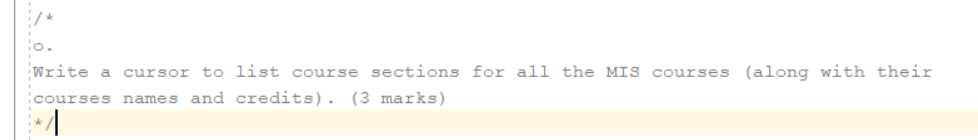 /*
o.
Write a cursor to list course sections for all the MIS courses (along with their
courses names and credits). (3 marks)
*/